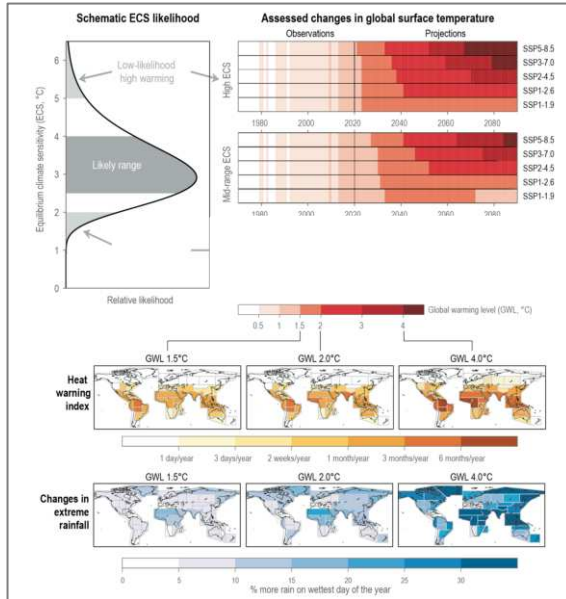 Schematic ECS likelihood
Assessed changes in global surface temperature
Observations
Projections
Equilibrium climate sensitivity (ECS, °C)
6
5
4
3
2
1
0
Low-likelihood
high warming
Likely range
Relative likelihood
High ECS
SSP5-8.5
SSP3-7.0
SSP2-4.5
SSP1-2.6
SSP1-1.9
1980
2000
2020
2040
2060
2080
Mid-range ECS
SSP5-8.5
SSP3-7.0
SSP2-4.5
SSP1-2.6
SSP1-1.9
1980
2000
2020
2040
2060
2080
Global warming level (GWL, °C)
0.5
1
1.5
2
3
4
GWL 1.5°C
GWL 2.0°C
GWL 4.0°C
Heat
warning
index
1 day/year
3 days/year
2 weeks/year
1 month/year
3 months/year
6 months/year
GWL 1.5°C
GWL 2.0°C
GWL 4.0°C
Changes in
extreme
rainfall
0
5
10
15
20
25
30
% more rain on wettest day of the year